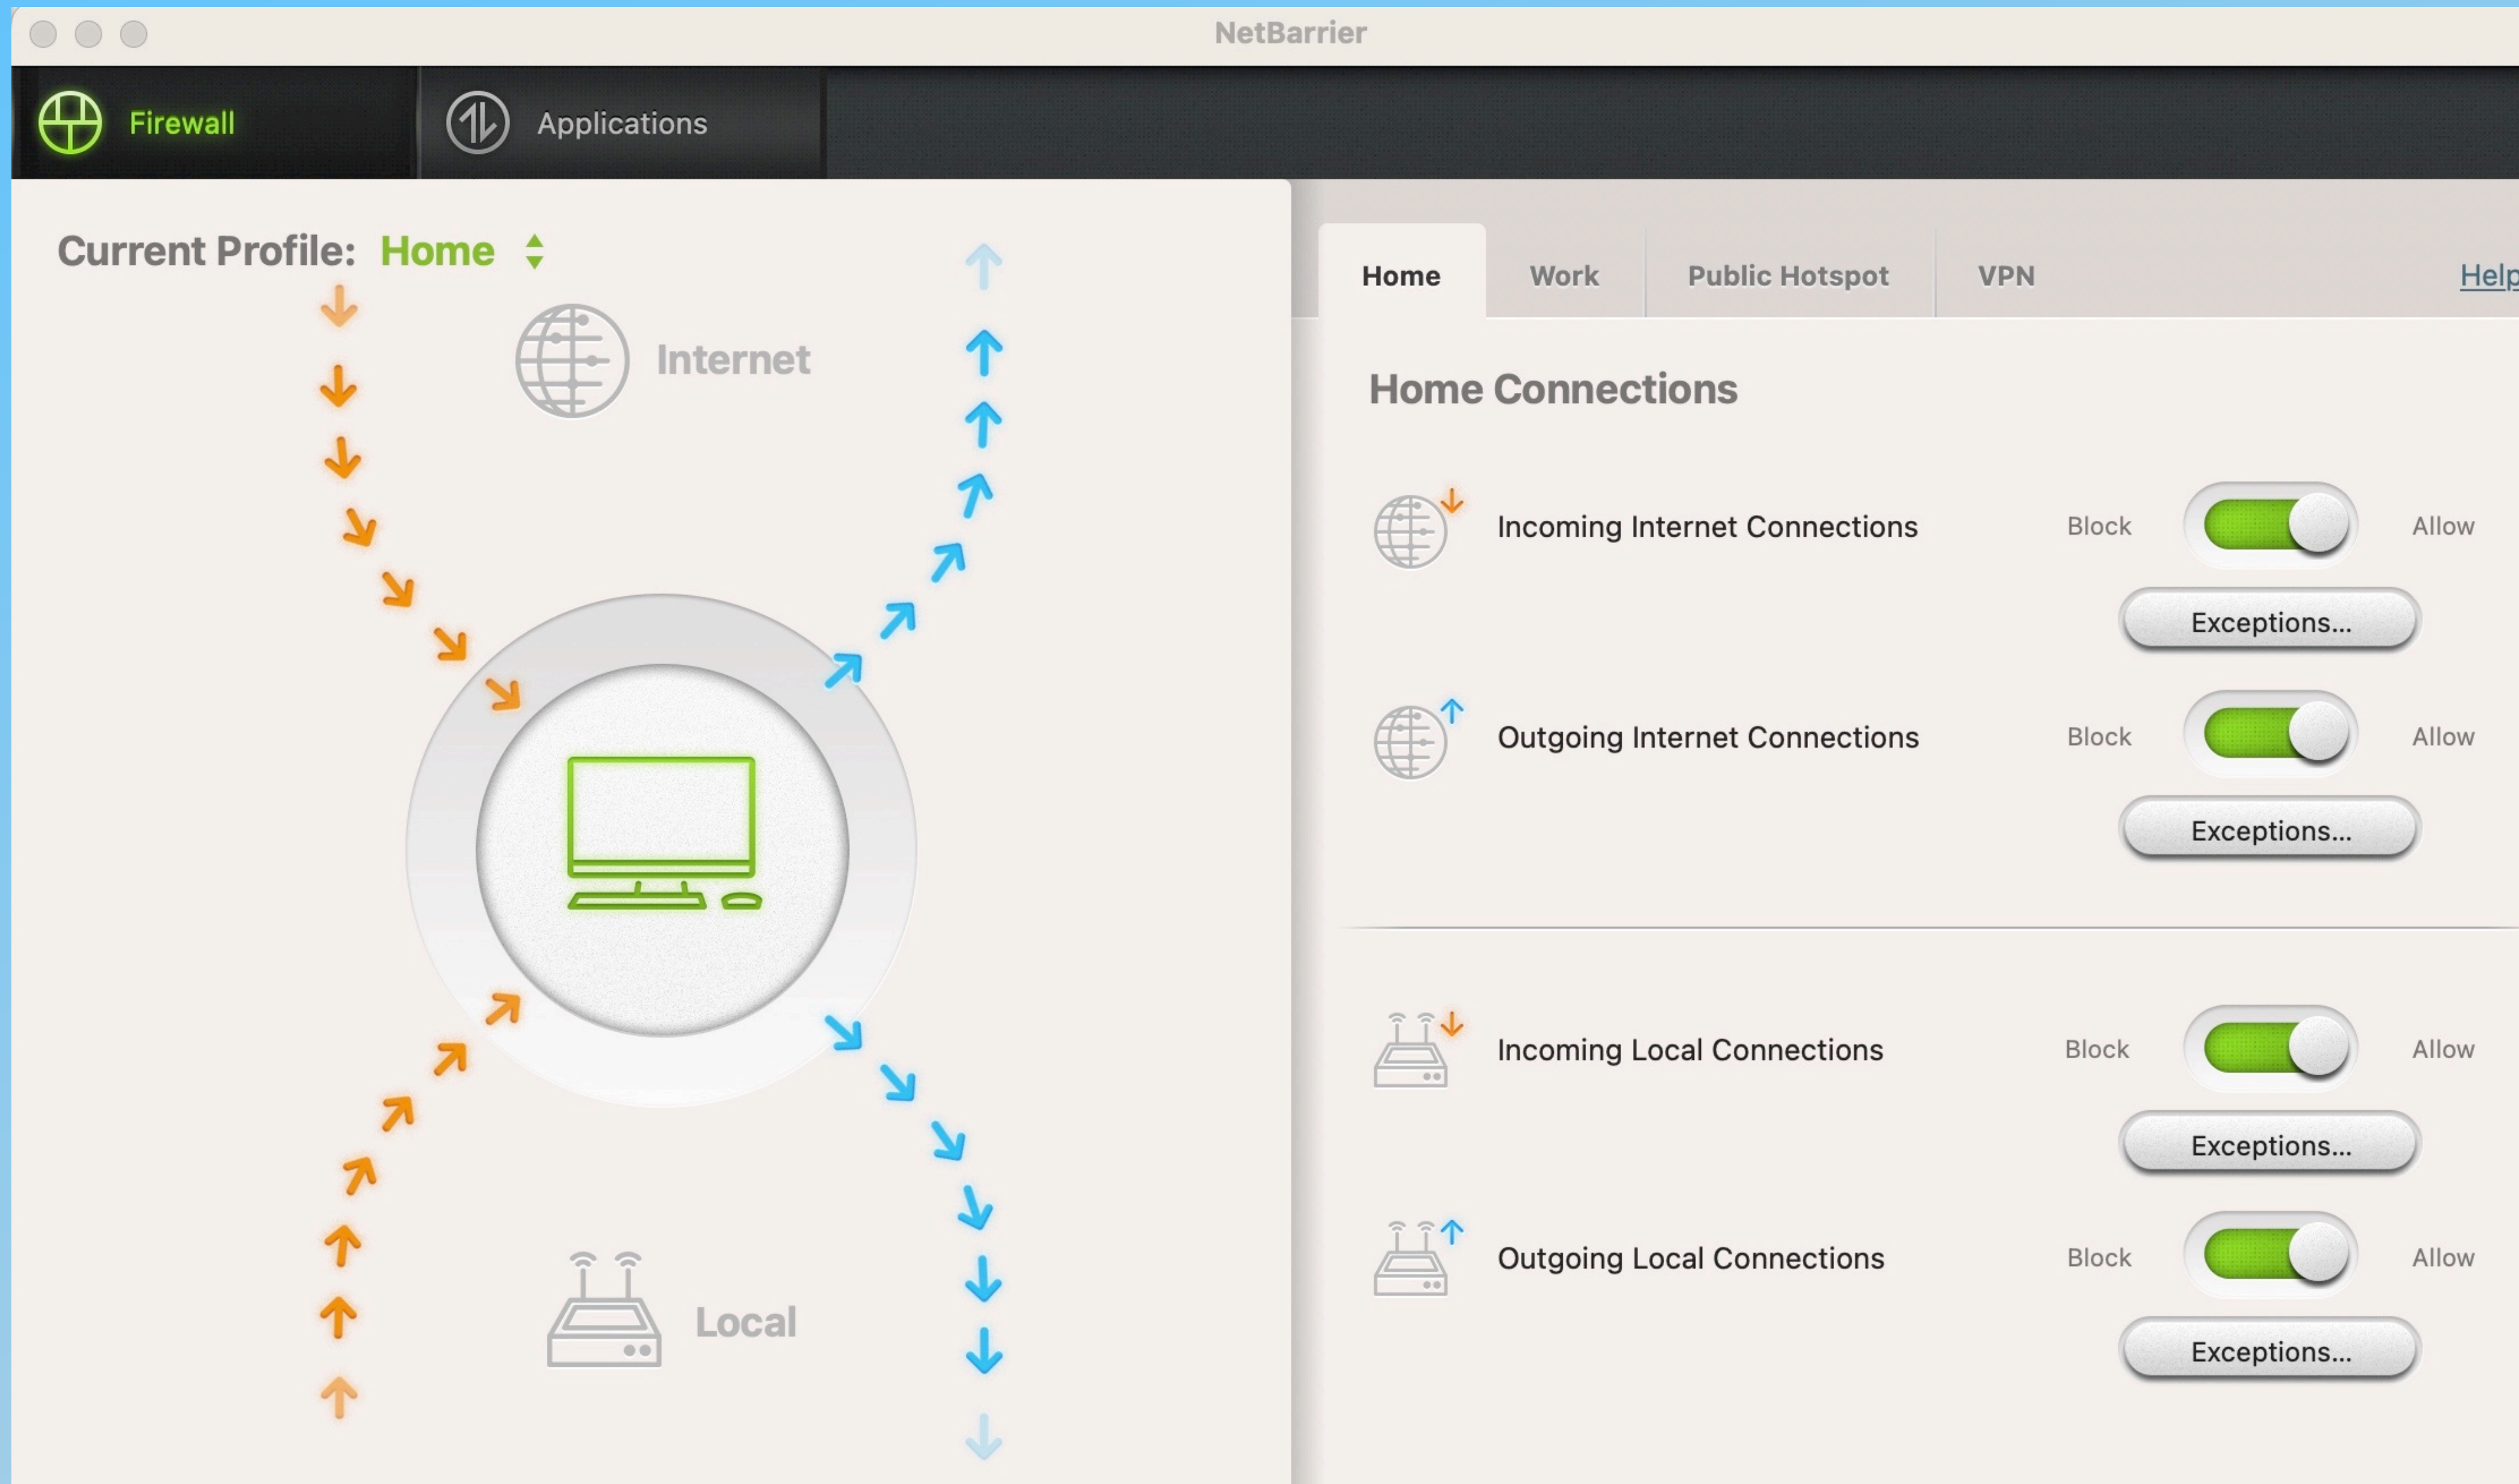 NetBarrier
Firewall
Applications
Current Profile: Home
Internet
Local
Home
Work
Public Hotspot
VPN
Help
Home Connections
Incoming Internet Connections
Block
Allow
Exceptions...
Outgoing Internet Connections
Block
Allow
Exceptions...
Incoming Local Connections
Block
Allow
Exceptions...
Outgoing Local Connections
Block
Allow
Exceptions...